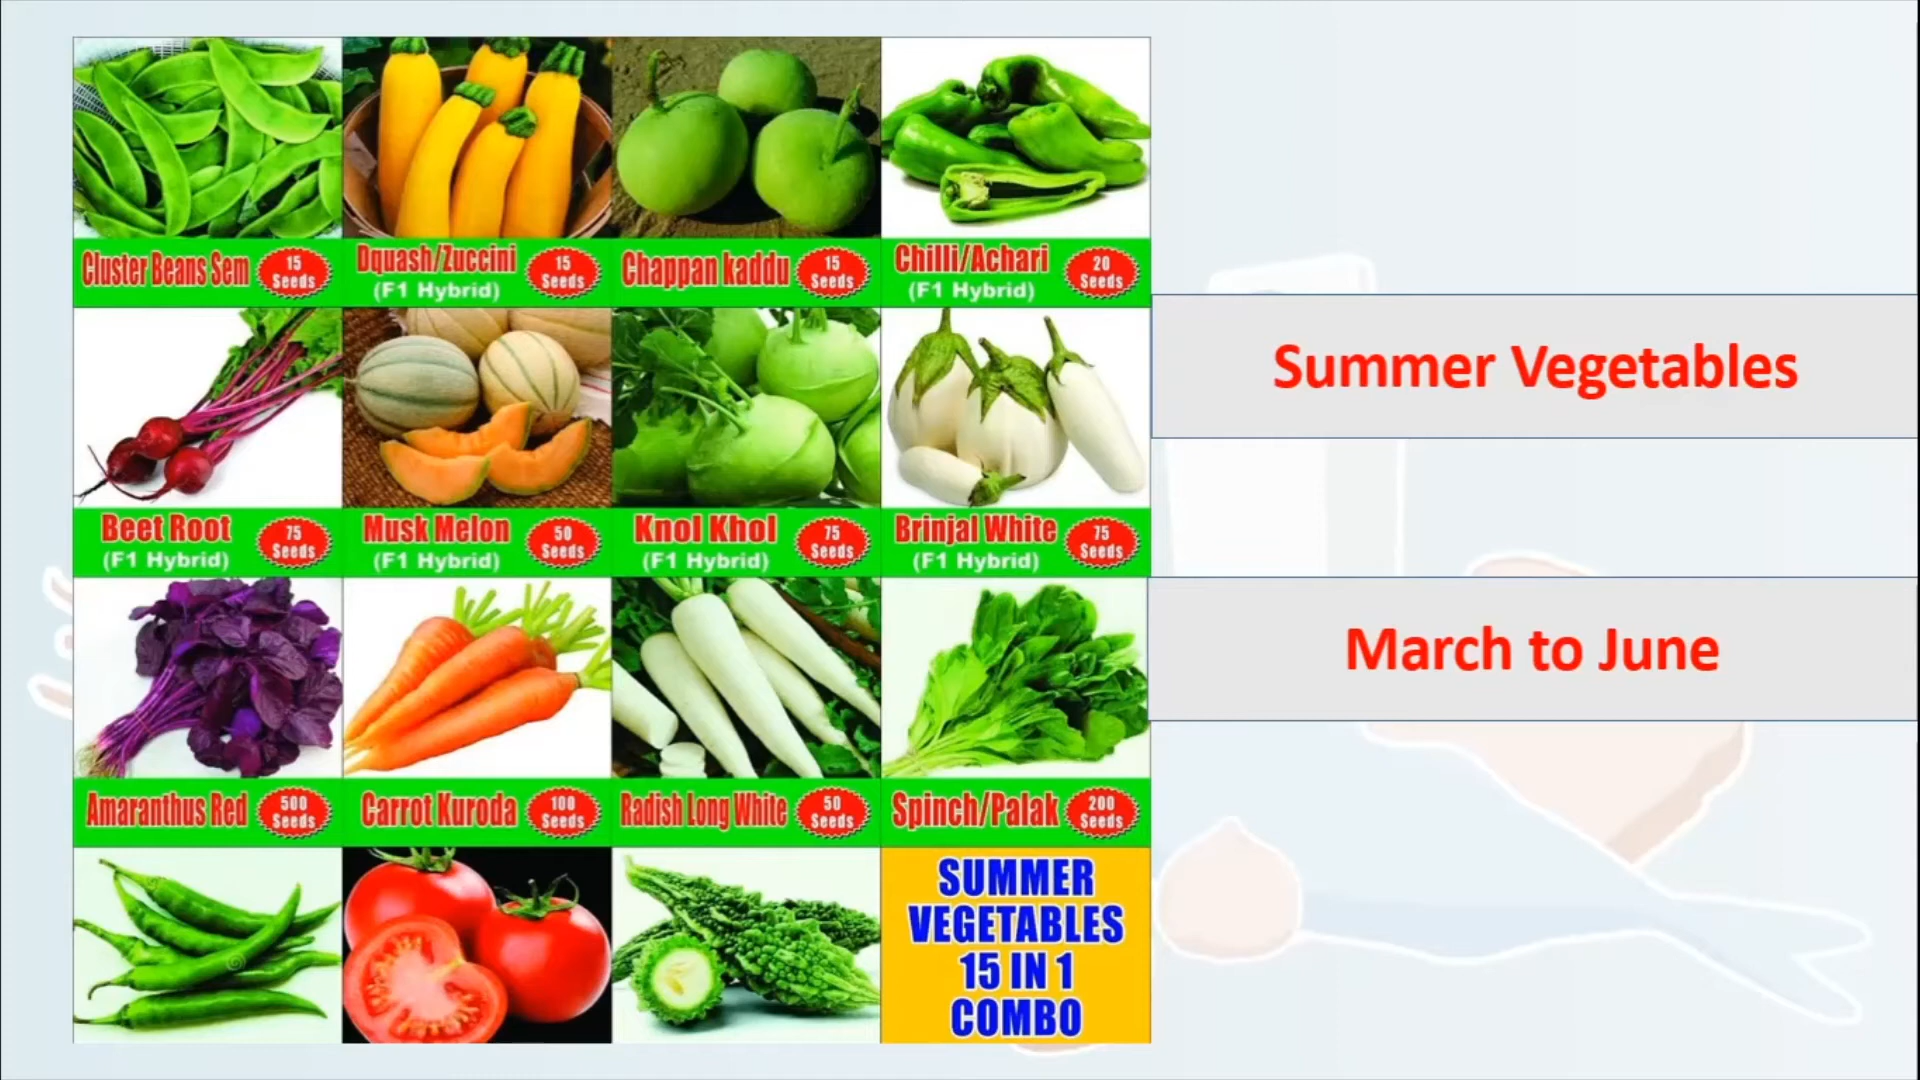 Cluster Beans Sem
15
Seeds
Dquash/Zuccini
(F1 Hybrid)
15
Seeds
Chappan kaddu
15
Seeds
Chilli/Achari
(F1 Hybrid)
20
Seeds
Summer Vegetables
Beet Root
(F1 Hybrid)
75
Seeds
Musk Melon
(F1 Hybrid)
50
Seeds
Knol Khol
(F1 Hybrid)
75
Seeds
Brinjal White
(F1 Hybrid)
75
Seeds
March to June
Amaranthus Red
500
Seeds
Carrot Kuroda
100
Seeds
Radish Long White
50
Seeds
Spinch/Palak
200
Seeds
SUMMER
VEGETABLES
15 IN 1
COMBO